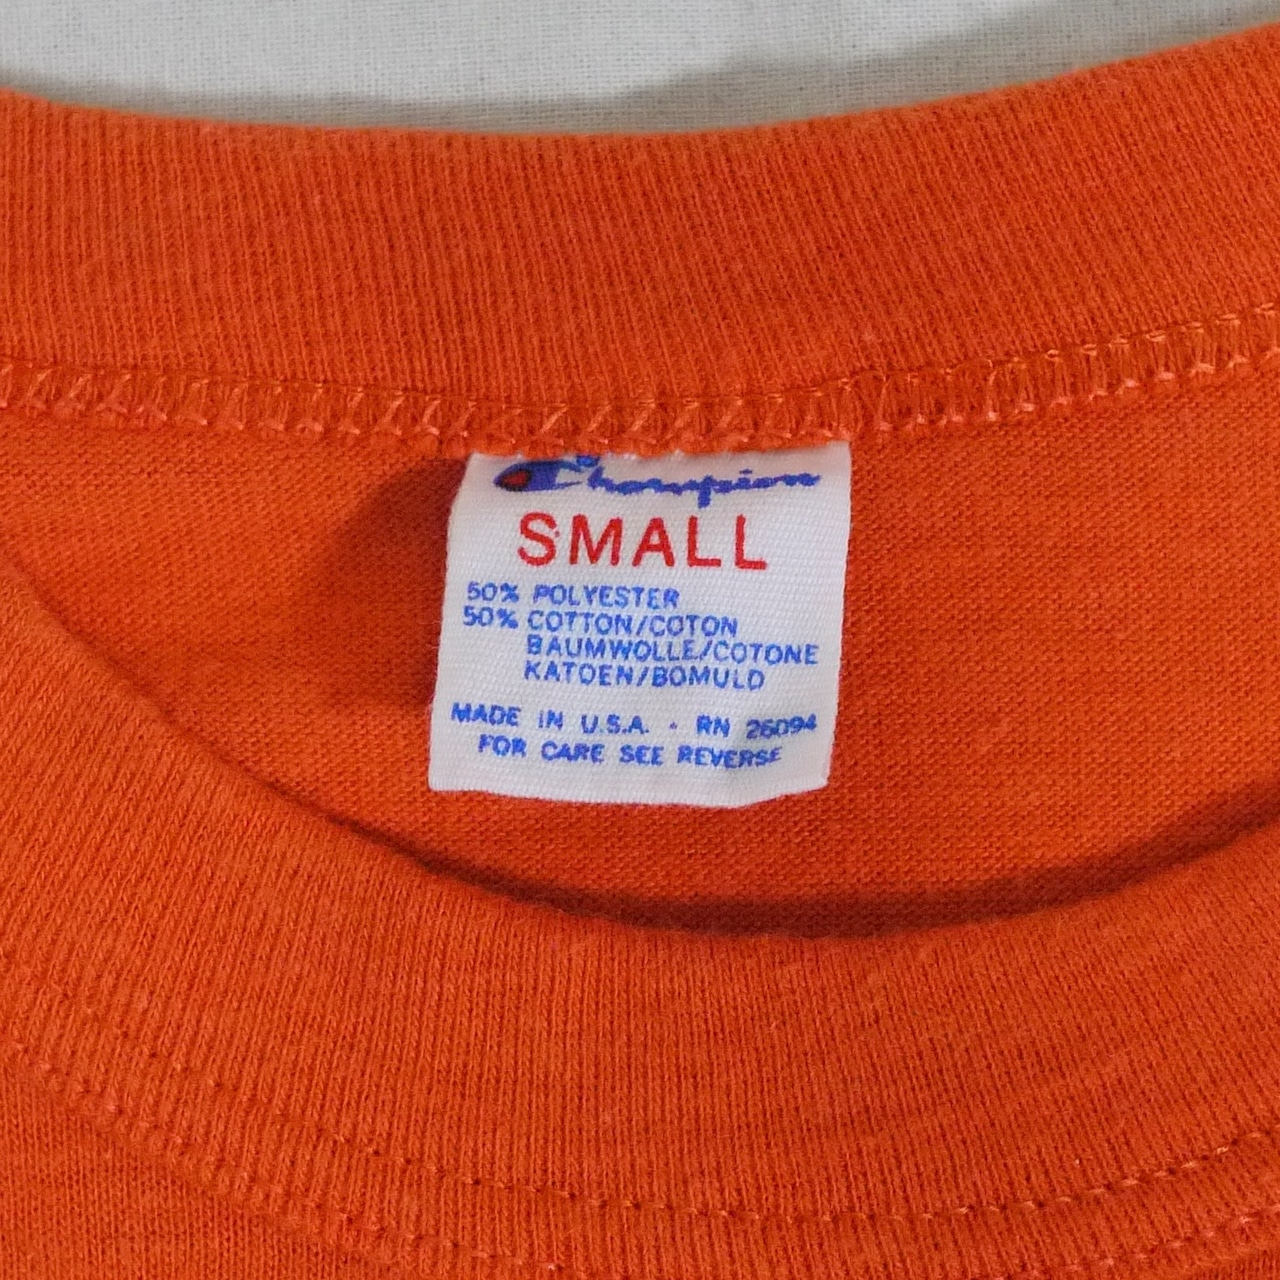 Champion
SMALL
50% POLYESTER
50% COTTON/COTON
BAUMWOLLE/COTONE
KATOEN/BOMULD
MADE IN U.S.A. · RN 26094
FOR CARE SEE REVERSE